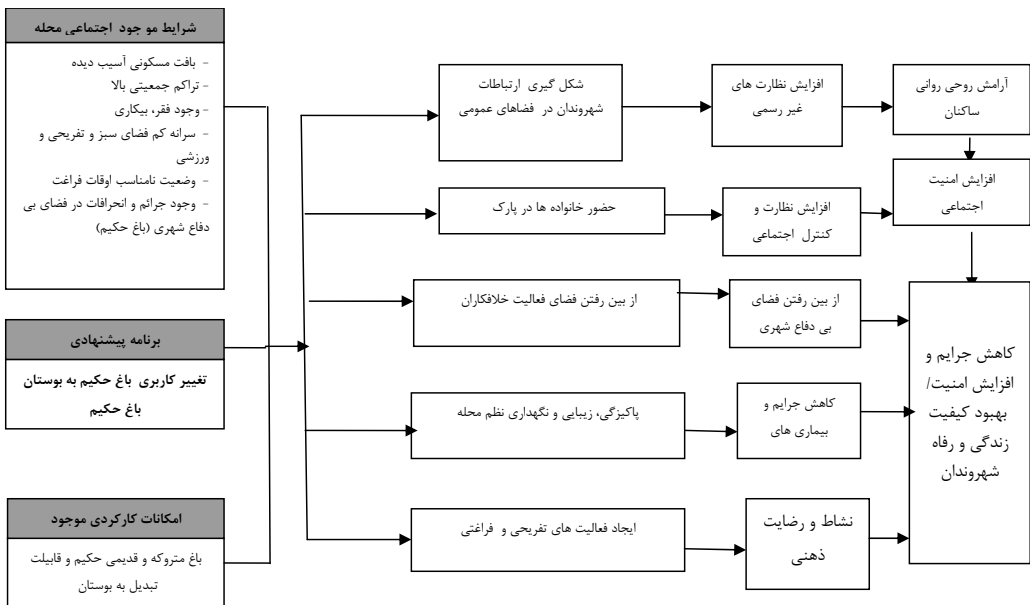 شرایط موجود اجتماعی محله
- بافت مسکونی آسیب دیده
- تراکم جمعیتی بالا
- وجود فقر، بیکاری
- سرانه کم فضای سبز و تفریحی و
ورزشی
- وضعیت نامناسب اوقات فراغت
- وجود جرائم و انحرافات در فضای بی
دفاع شهری (باغ حکیم)
برنامه پیشنهادی
تغییر کاربری باغ حکیم به بوستان
باغ حکیم
امکانات کارکردی موجود
باغ متروکه و قدیمی حکیم و قابیلت
تبدیل به بوستان
شکل گیری ارتباطات
شهروندان در فضاهای عمومی
افزایش نظارت های
غیر رسمی
آرامش روحی روانی
ساکنان
حضور خانواده ها در پارک
افزایش نظارت و
کنترل اجتماعی
افزایش امنیت
اجتماعی
از بین رفتن فضای فعالیت خلافکاران
از بین رفتن فضای
بی دفاع شهری
پاکیزگی، زیبایی و نگهداری نظم محله
کاهش جرایم و
بیماری های
ایجاد فعالیت های تفریحی و فراغتی
نشاط و رضایت
ذهنی
کاهش جرایم و
افزایش امنیت/
بهبود کیفیت
زندگی و رفاه
شهروندان